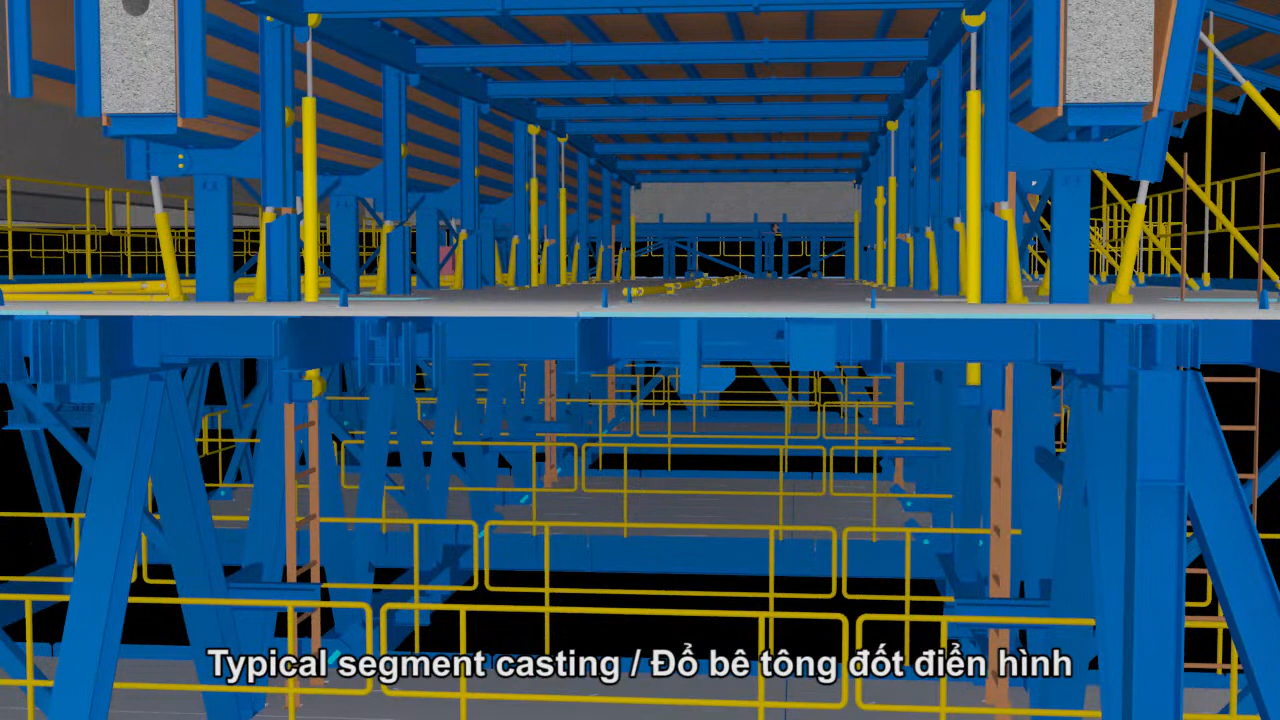 Typical segment casting / Đổ bê tông đốt điển hình